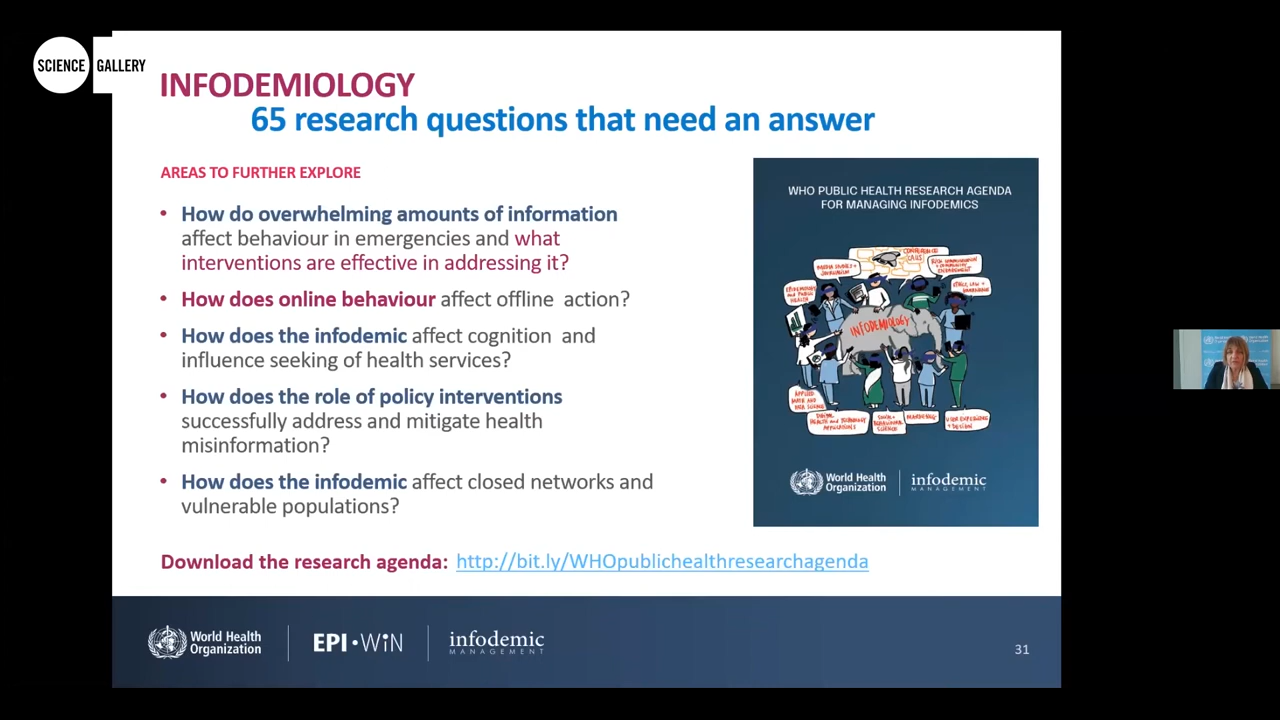 SCIENCE GALLERY
INFODEMIOLOGY
65 research questions that need an answer
AREAS TO FURTHER EXPLORE
• How do overwhelming amounts of information
affect behaviour in emergencies and what
interventions are effective in addressing it?
• How does online behaviour affect offline action?
• How does the infodemic affect cognition and
influence seeking of health services?
• How does the role of policy interventions
successfully address and mitigate health
misinformation?
• How does the infodemic affect closed networks and
vulnerable populations?
Download the research agenda: http://bit.ly/WHOpublichealthresearchagenda
WHO PUBLIC HEALTH RESEARCH AGENDA
FOR MANAGING INFODEMICS
INFODEMIOLOGY
MARKETING
World Health
Organization
infodemic
MANAGEMENT
World Health
Organization
EPI•WiN
infodemic
MANAGEMENT
31